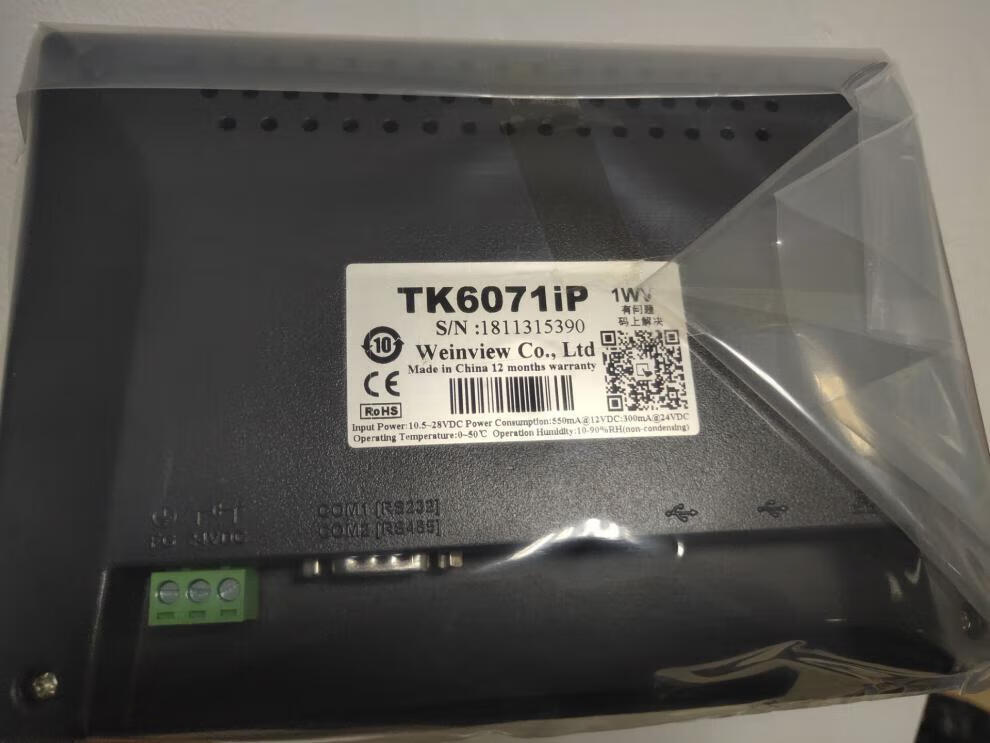 TK6071iP 1WV
有问题
码上解决
S/N :1811315390
10
Weinview Co., Ltd
Made in China 12 months warranty
CE
RoHS
Input Power:10.5~28VDC Power Consumption:550mA@12VDC:300mA@24VDC
Operating Temperature:0~50℃ Operation Humidity:10-90%RH(non-condensing)
COM1 [RS232]
COM2 [RS485]
FG 24VDC